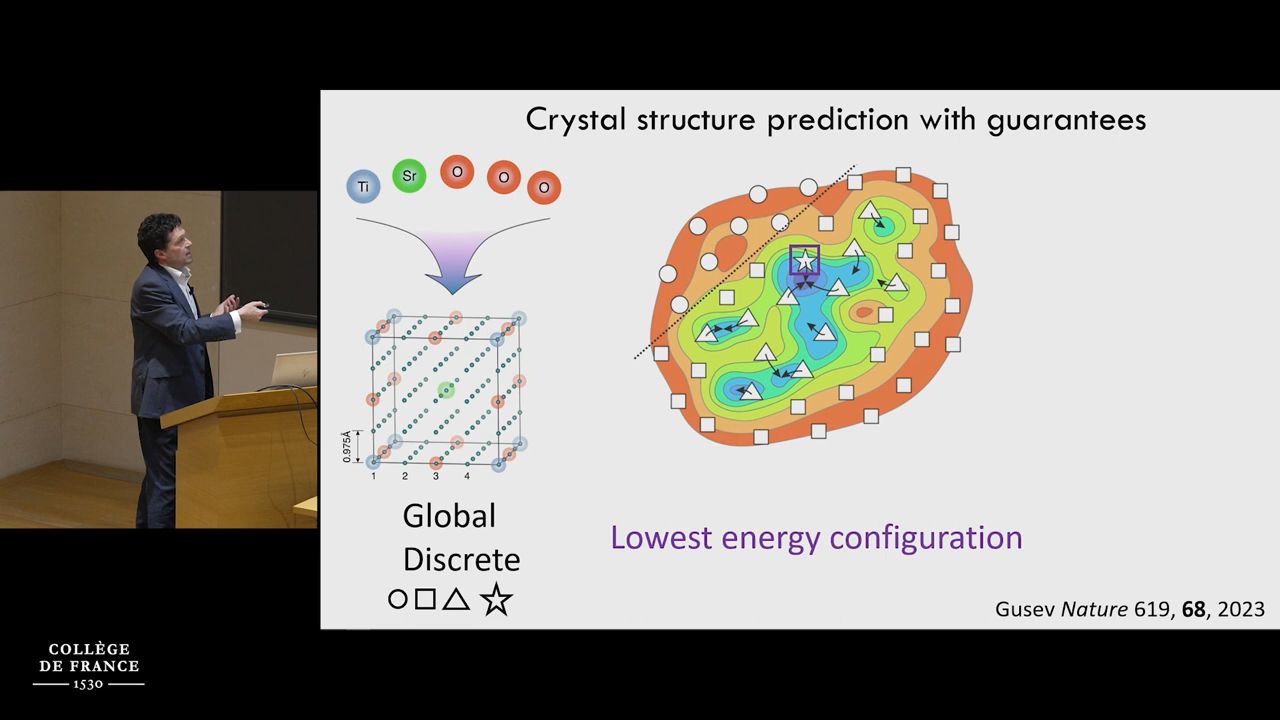 Crystal structure prediction with guarantees
Ti Sr O O O
0.975Å
1 2 3 4
Global
Discrete
Lowest energy configuration
Gusev Nature 619, 68, 2023
COLLÈGE
DE FRANCE
1530